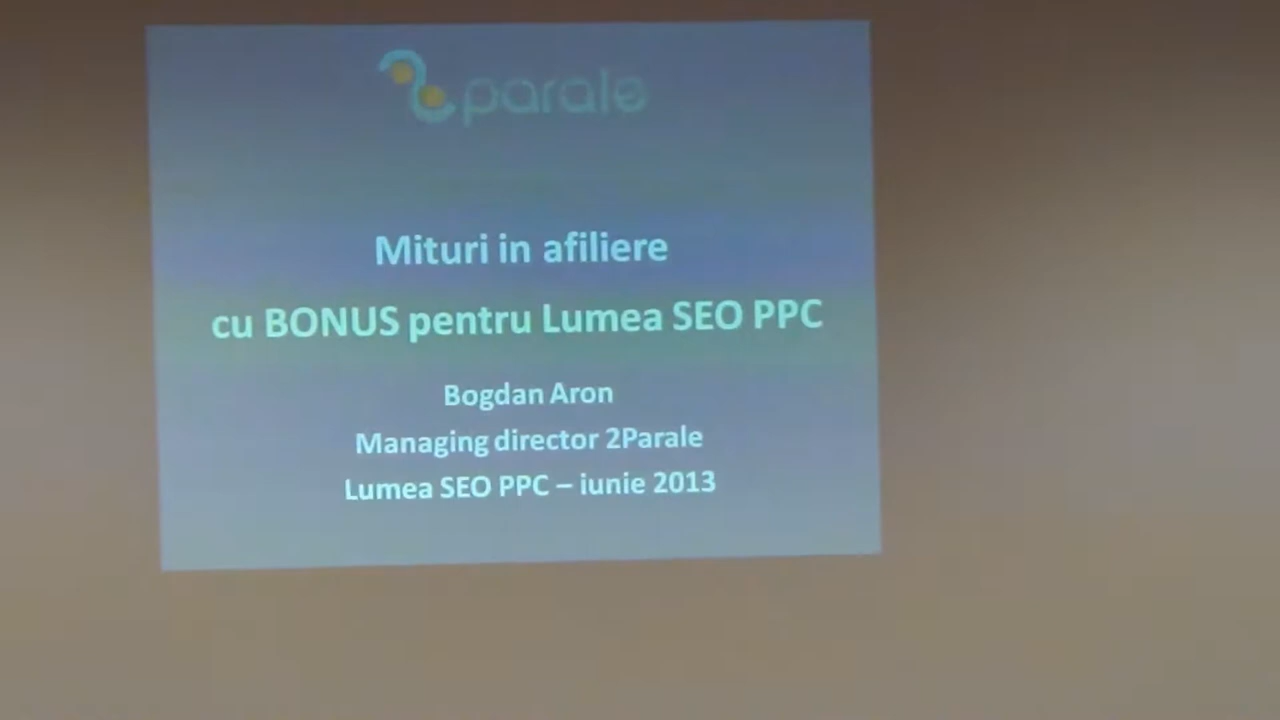 2parale
Mituri in afiliere
cu BONUS pentru Lumea SEO PPC
Bogdan Aron
Managing director 2Parale
Lumea SEO PPC – iunie 2013